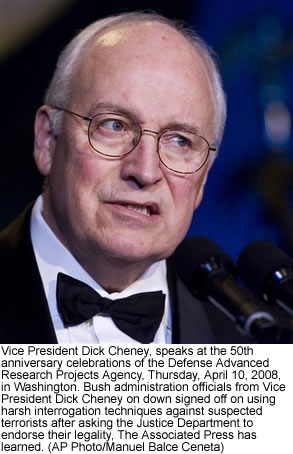 Vice President Dick Cheney, speaks at the 50th
anniversary celebrations of the Defense Advanced
Research Projects Agency, Thursday, April 10, 2008,
in Washington. Bush administration officials from Vice
President Dick Cheney on down signed off on using
harsh interrogation techniques against suspected
terrorists after asking the Justice Department to
endorse their legality, The Associated Press has
learned. (AP Photo/Manuel Balce Ceneta)